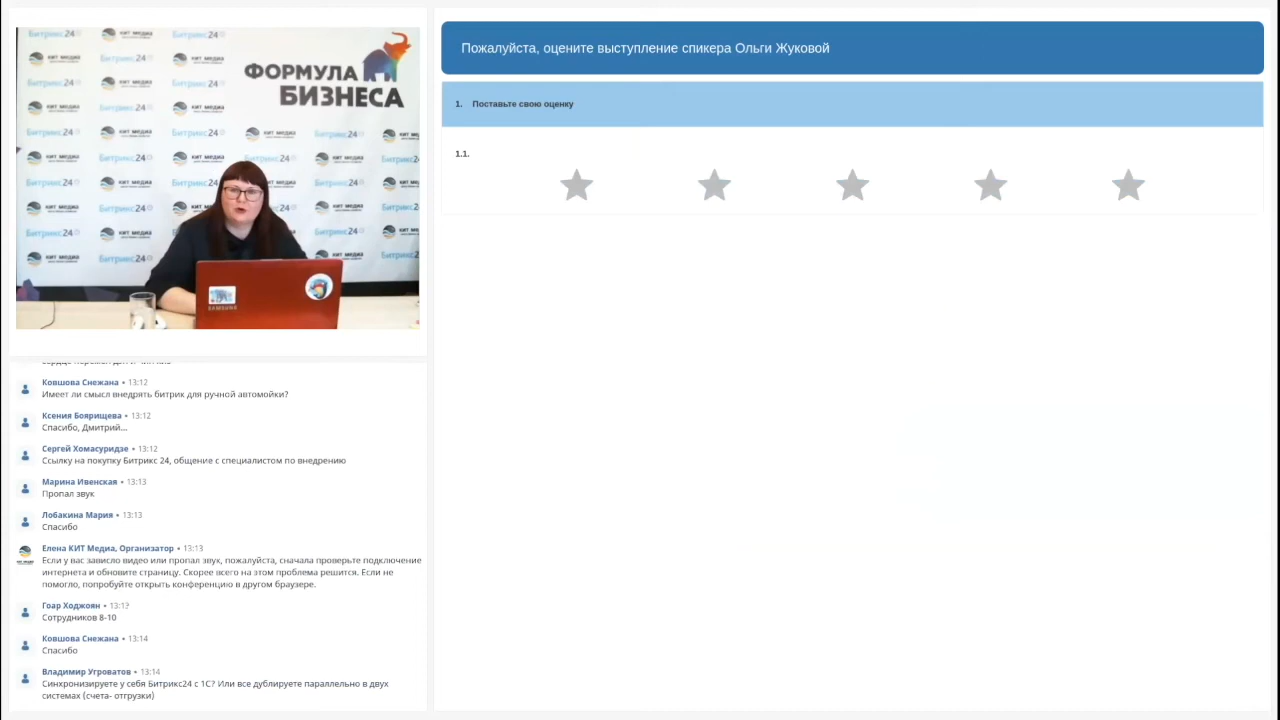 ФОРМУЛА
БИЗНЕСА
Битрикс24
КИТ МЕДИА
SAMSUNG
Пожалуйста, оцените выступление спикера Ольги Жуковой
1. Поставьте свою оценку
1.1.
Ковшова Снежана • 13:12
Имеет ли смысл внедрять битрик для ручной автомойки?
Ксения Боярищева • 13:12
Спасибо, Дмитрий...
Сергей Хомасуридзе • 13:12
Ссылку на покупку Битрикс 24, общение с специалистом по внедрению
Марина Ивенская • 13:13
Пропал звук
Лобакина Мария • 13:13
Спасибо
Елена КИТ Медиа, Организатор • 13:13
Если у вас зависло видео или пропал звук, пожалуйста, сначала проверьте подключение
интернета и обновите страницу. Скорее всего на этом проблема решится. Если не
помогло, попробуйте открыть конференцию в другом браузере.
Гоар Ходжоян •
Сотрудников 8-10
Ковшова Снежана • 13:14
Спасибо
Владимир Угроватов • 13:14
Синхронизируете у себя Битрикс24 с 1С? Или все дублируете параллельно в двух
системах (счета- отгрузки)